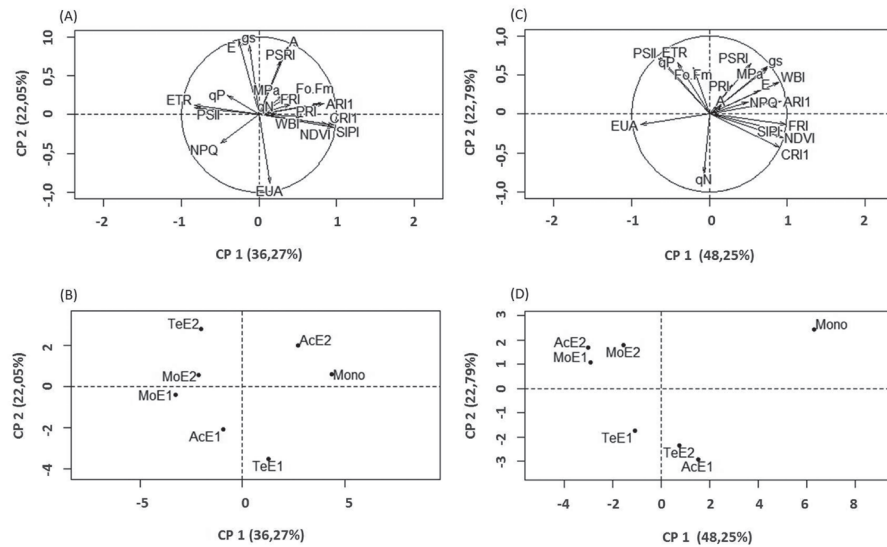 (A)
CP 2 (22,05%)
10
0,5
0
-0,5
-1,0
E
gs
A
PSRI
MPa
Fo.Fm
qP
FRI
ETR
qN
ARI1
PSII
PRI
CRI1
WBI
NDVI
SIPI
NPQ
EUA
-2
-1
0
1
2
CP 1 (36,27%)
(C)
CP 2 (22,79%)
1,0
0,5
0
-0,5
-1,0
PSII
ETR
qP
Fo.Fm
PSRI
gs
MPa
WBI
PRI
E
A
NPQ
ARI1
EUA
FRI
SIPI
NDVI
CRI1
qN
-2
-1
0
1
2
CP 1 (48,25%)
(B)
CP 2 (22,05%)
2
0
-2
-4
TeE2
AcE2
MoE2
Mono
MoE1
AcE1
TeE1
-5
0
5
CP 1 (36,27%)
(D)
CP 2 (22,79%)
3
2
1
0
-1
-2
-3
Mono
AcE2
MoE2
MoE1
TeE1
TeE2
AcE1
-4
-2
0
2
4
6
8
CP 1 (48,25%)